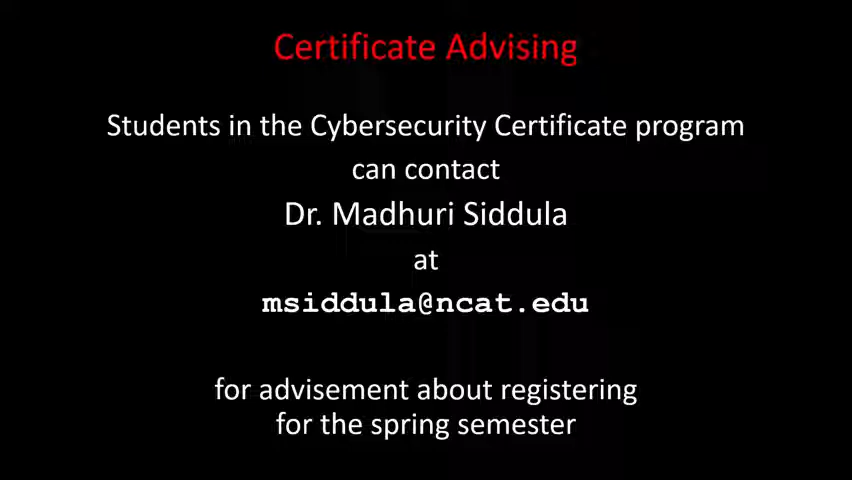 Certificate Advising
Students in the Cybersecurity Certificate program
can contact
Dr. Madhuri Siddula
at
msiddula@ncat.edu
for advisement about registering
for the spring semester